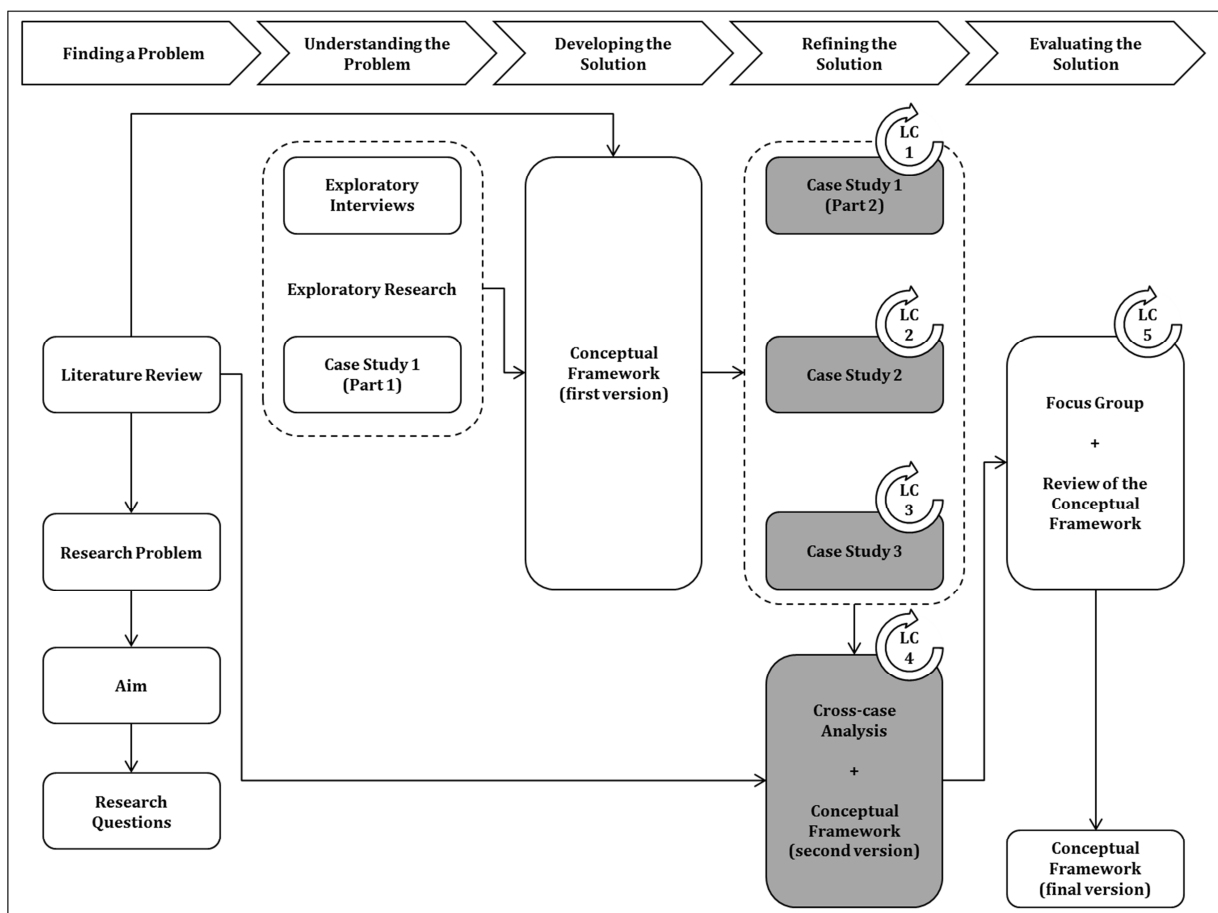 Finding a Problem
Understanding the
Problem
Developing the
Solution
Refining the
Solution
Evaluating the
Solution
Literature Review
Research Problem
Aim
Research
Questions
Exploratory
Interviews
Exploratory Research
Case Study 1
(Part 1)
Conceptual
Framework
(first version)
LC
1
Case Study 1
(Part 2)
LC
2
Case Study 2
LC
3
Case Study 3
LC
4
Cross-case
Analysis
+
Conceptual
Framework
(second version)
LC
5
Focus Group
+
Review of the
Conceptual
Framework
Conceptual
Framework
(final version)